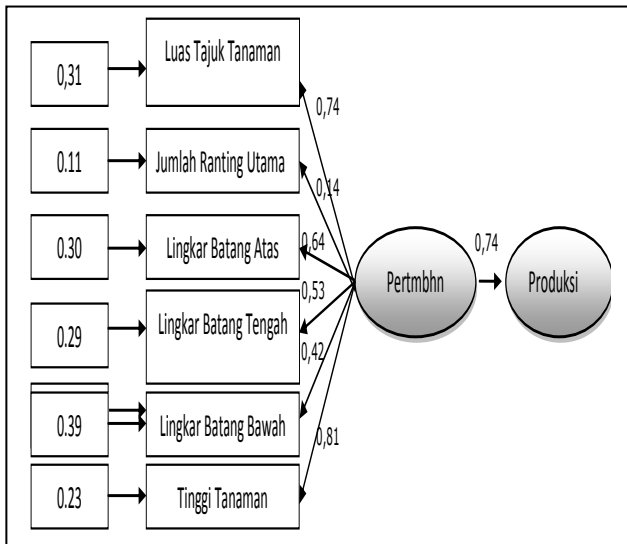 0,31
Luas Tajuk Tanaman
0,74
0.11
Jumlah Ranting Utama
0,14
0.30
Lingkar Batang Atas
0,64
Pertmbhn
0,74
Produksi
0.29
Lingkar Batang Tengah
0,53
0.39
Lingkar Batang Bawah
0,42
0.23
Tinggi Tanaman
0,81